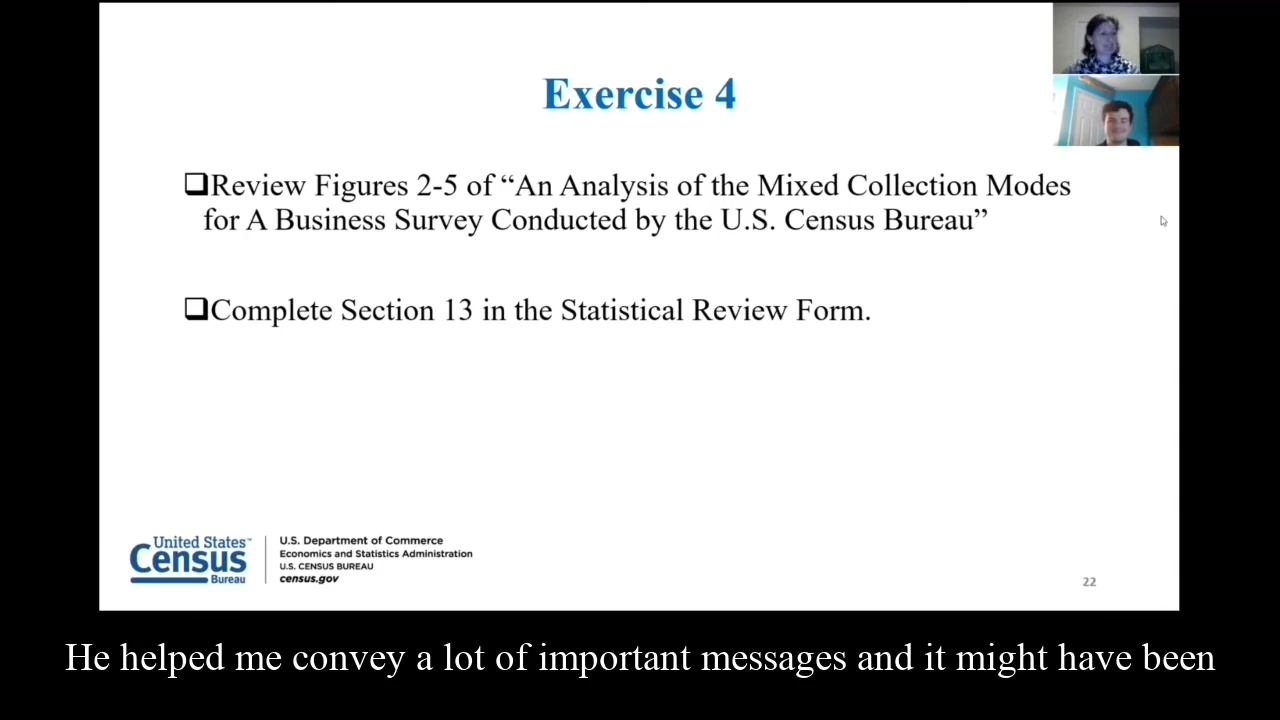 Exercise 4
❑Review Figures 2-5 of “An Analysis of the Mixed Collection Modes
for A Business Survey Conducted by the U.S. Census Bureau”
❑Complete Section 13 in the Statistical Review Form.
United States™
Census
Bureau
U.S. Department of Commerce
Economics and Statistics Administration
U.S. CENSUS BUREAU
census.gov
22
He helped me convey a lot of important messages and it might have been